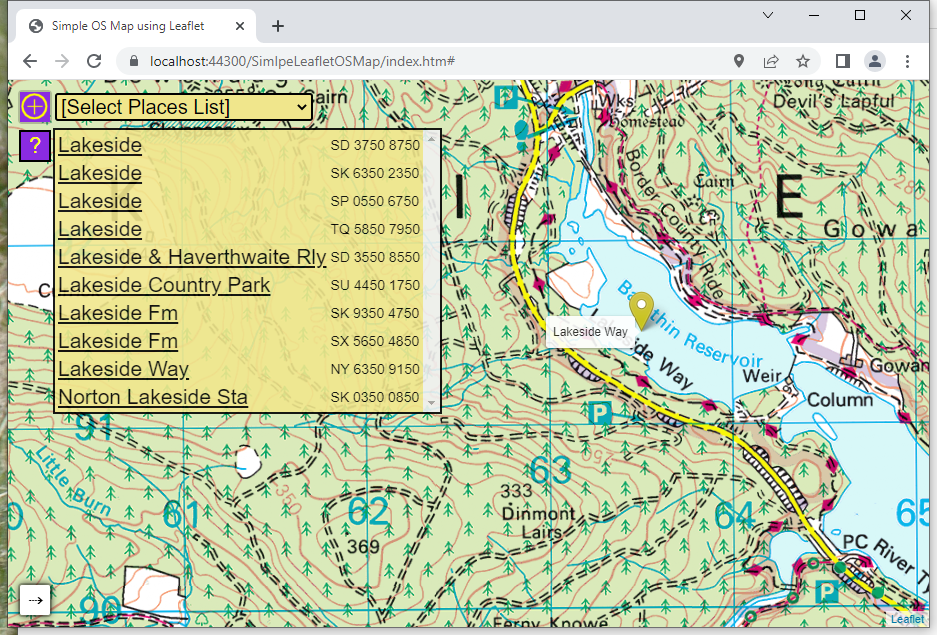 Simple OS Map using Leaflet
localhost:44300/SimlpeLeafletOSMap/index.htm#
[Select Places List]
?
Lakeside SD 3750 8750
Lakeside SK 6350 2350
Lakeside SP 0550 6750
Lakeside TQ 5850 7950
Lakeside & Haverthwaite Rly SD 3550 8550
Lakeside Country Park SU 4450 1750
Lakeside Fm SK 9350 4750
Lakeside Fm SX 5650 4850
Lakeside Way NY 6350 9150
Norton Lakeside Sta SK 0350 0850
P
Wks
Homestead
Devil's Lapful
Cairn
Border County Ride
I
E
Gowa
Bakethin Reservoir
Lakeside Way
Lakeside Way
Weir
Gowan
Column
P
91
Little Burn
61
62
63
64
65
333
Dinmont
Lairs
369
250
PC River T
P
90
Ferny Knowe
Leaflet